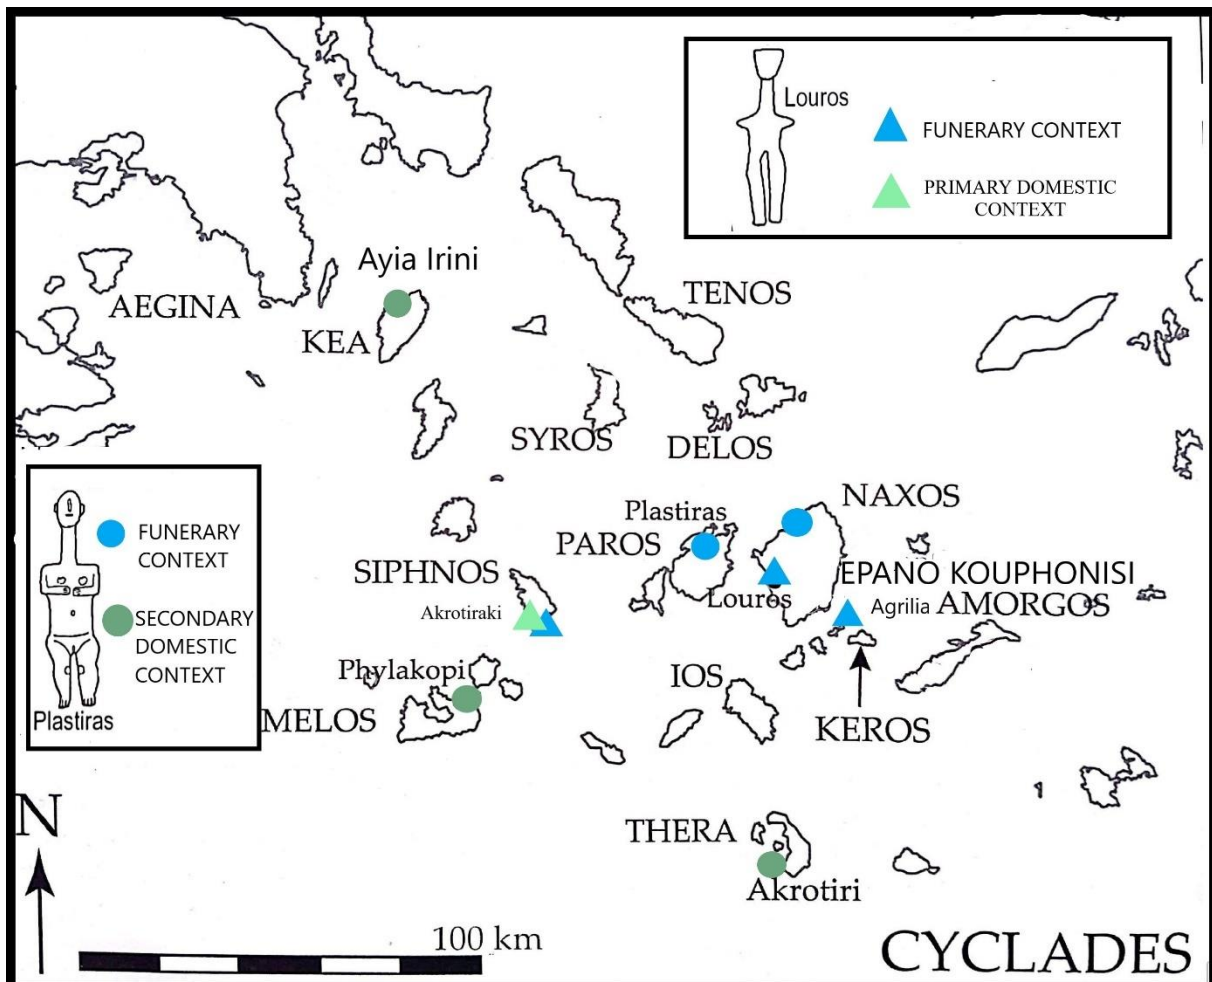 Louros
FUNERARY CONTEXT
PRIMARY DOMESTIC
CONTEXT
Ayia Irini
AEGINA
TENOS
KEA
SYROS
DELOS
NAXOS
Plastiras
PAROS
FUNERARY
CONTEXT
SIPHNOS
EPANO KOUPHONISI
Louros
Agrilia
AMORGOS
Akrotiraki
SECONDARY
DOMESTIC
CONTEXT
Phylakopi
IOS
Plastiras
MELOS
KEROS
N
THERA
Akrotiri
100 km
CYCLADES